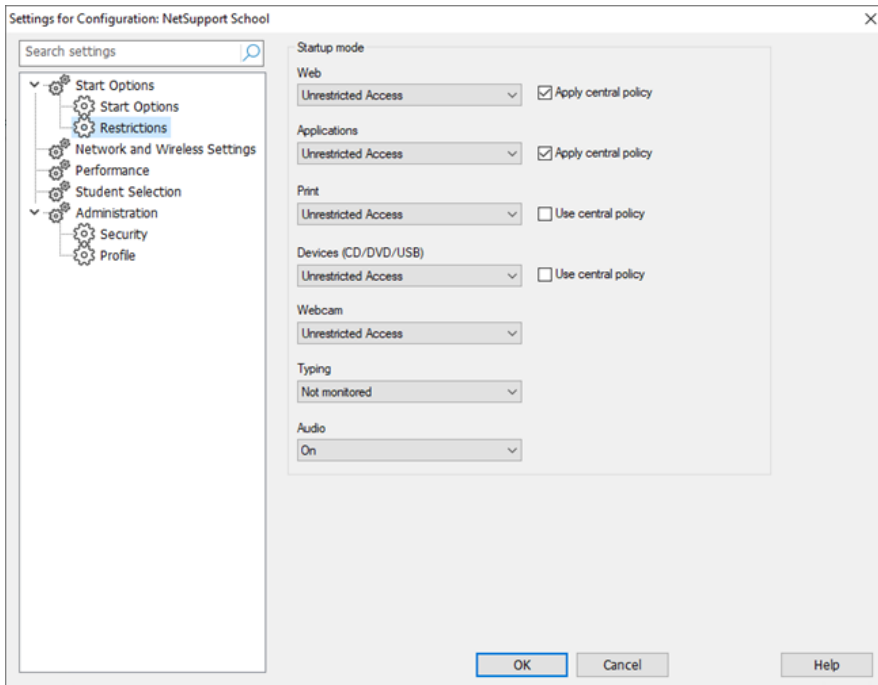 Settings for Configuration: NetSupport School
Search settings
Start Options
Start Options
Restrictions
Network and Wireless Settings
Performance
Student Selection
Administration
Security
Profile
Startup mode
Web
Unrestricted Access
Apply central policy
Applications
Unrestricted Access
Apply central policy
Print
Unrestricted Access
Use central policy
Devices (CD/DVD/USB)
Unrestricted Access
Use central policy
Webcam
Unrestricted Access
Typing
Not monitored
Audio
On
OK
Cancel
Help